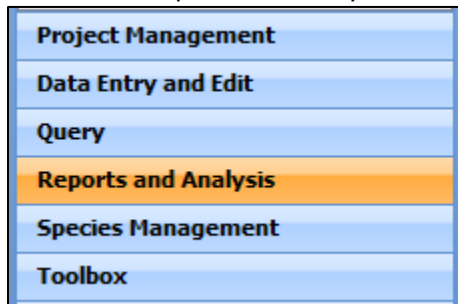 Project Management
Data Entry and Edit
Query
Reports and Analysis
Species Management
Toolbox